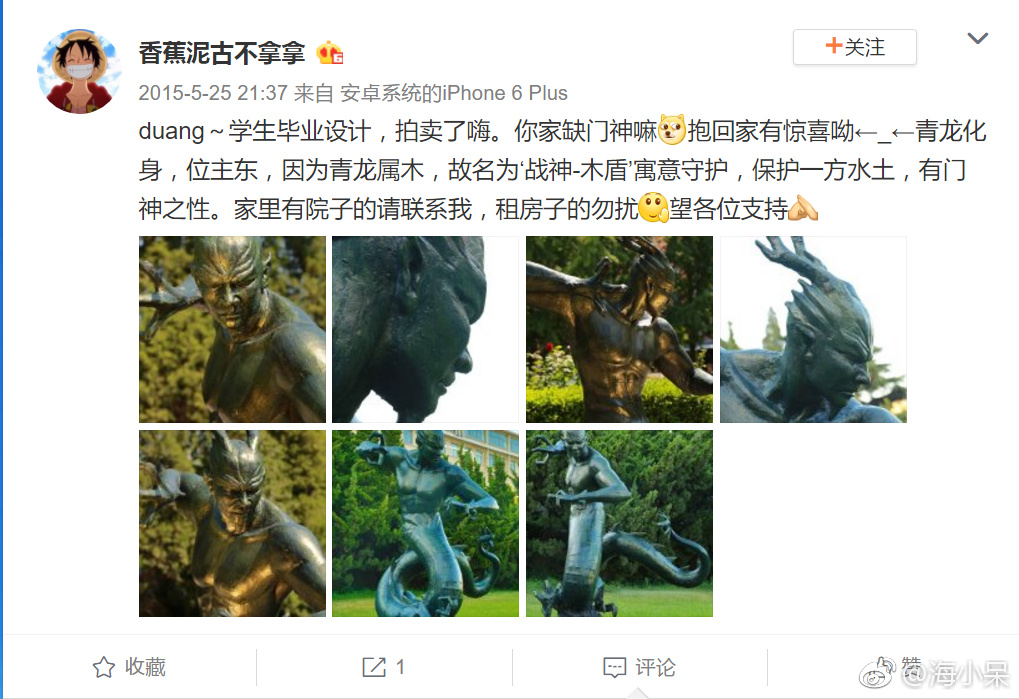 香蕉泥古不拿拿
+关注
2015-5-25 21:37 来自 安卓系统的iPhone 6 Plus
duang～学生毕业设计，拍卖了嗨。你家缺门神嘛抱回家有惊喜呦←_←青龙化
身，位主东，因为青龙属木，故名为‘战神-木盾’寓意守护，保护一方水土，有门
神之性。家里有院子的请联系我，租房子的勿扰望各位支持
收藏
1
评论
赞
@海小呆